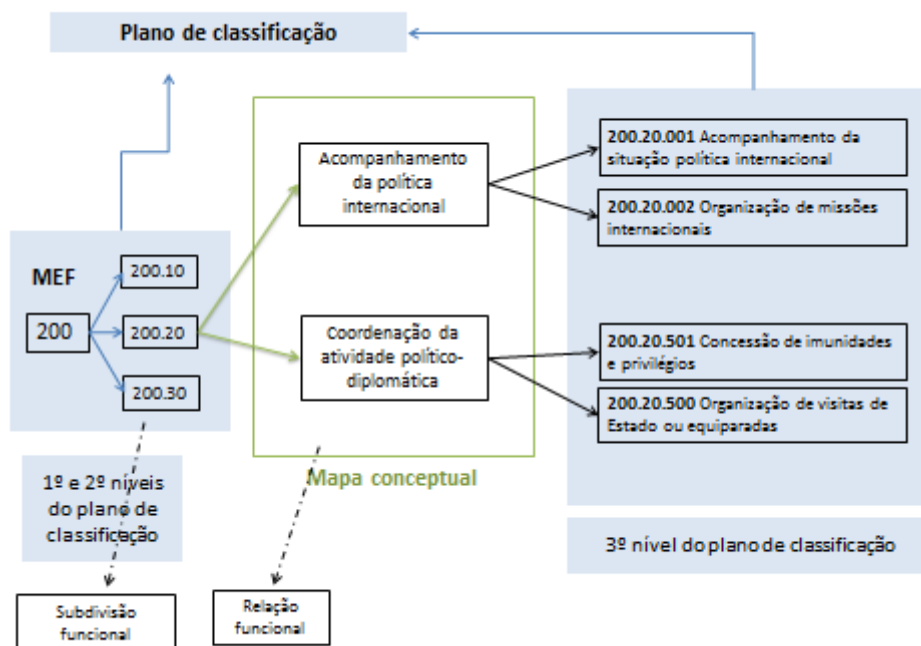 Plano de classificação
Acompanhamento
da política
internacional
200.20.001 Acompanhamento da
situação política internacional
200.20.002 Organização de missões
internacionais
MEF
200
200.10
200.20
200.30
Coordenação da
atividade político-
diplomática
200.20.501 Concessão de imunidades
e privilégios
200.20.500 Organização de visitas de
Estado ou equiparadas
Mapa conceptual
1º e 2º níveis
do plano de
classificação
3º nível do plano de classificação
Subdivisão
funcional
Relação
funcional